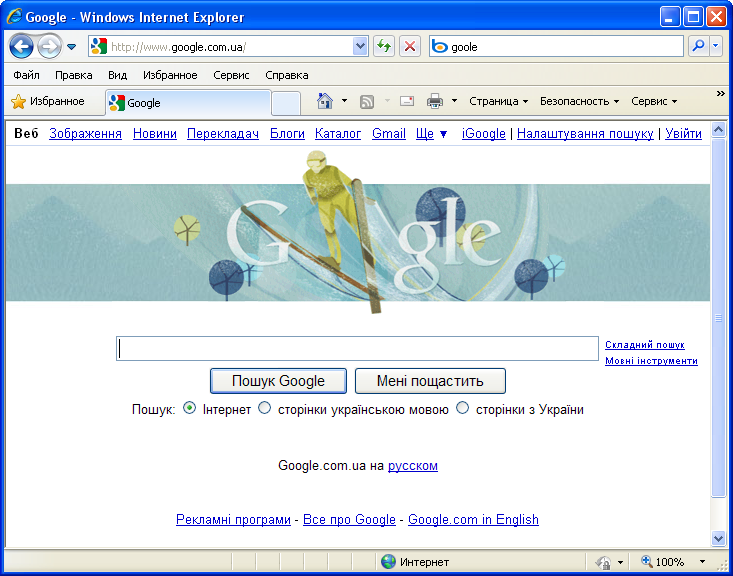 Google - Windows Internet Explorer
http://www.google.com.ua/ goole
Файл Правка Вид Избранное Сервис Справка
Избранное Google Страница Безопасность Сервис »
Веб Зображення Новини Перекладач Блоги Каталог Gmail Ще ▼ iGoogle | Налаштування пошуку | Увійти
Google
Складний пошук
Мовні інструменти
Пошук Google Мені пощастить
Пошук: Інтернет сторінки українською мовою сторінки з України
Google.com.ua на русском
Рекламні програми - Все про Google - Google.com in English
Интернет 100%